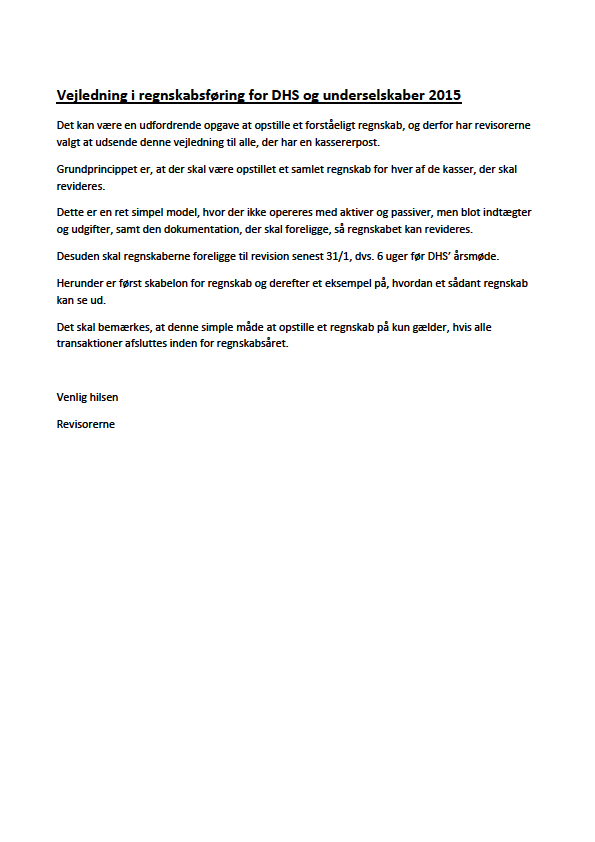 Vejledning i regnskabsføring for DHS og underselskaber 2015
Det kan være en udfordrende opgave at opstille et forståeligt regnskab, og derfor har revisorerne
valgt at udsende denne vejledning til alle, der har en kassererpost.
Grundprincippet er, at der skal være opstillet et samlet regnskab for hver af de kasser, der skal
revideres.
Dette er en ret simpel model, hvor der ikke opereres med aktiver og passiver, men blot indtægter
og udgifter, samt den dokumentation, der skal foreligge, så regnskabet kan revideres.
Desuden skal regnskaberne foreligge til revision senest 31/1, dvs. 6 uger før DHS’ årsmøde.
Herunder er først skabelon for regnskab og derefter et eksempel på, hvordan et sådant regnskab
kan se ud.
Det skal bemærkes, at denne simple måde at opstille et regnskab på kun gælder, hvis alle
transaktioner afsluttes inden for regnskabsåret.
Venlig hilsen
Revisorerne